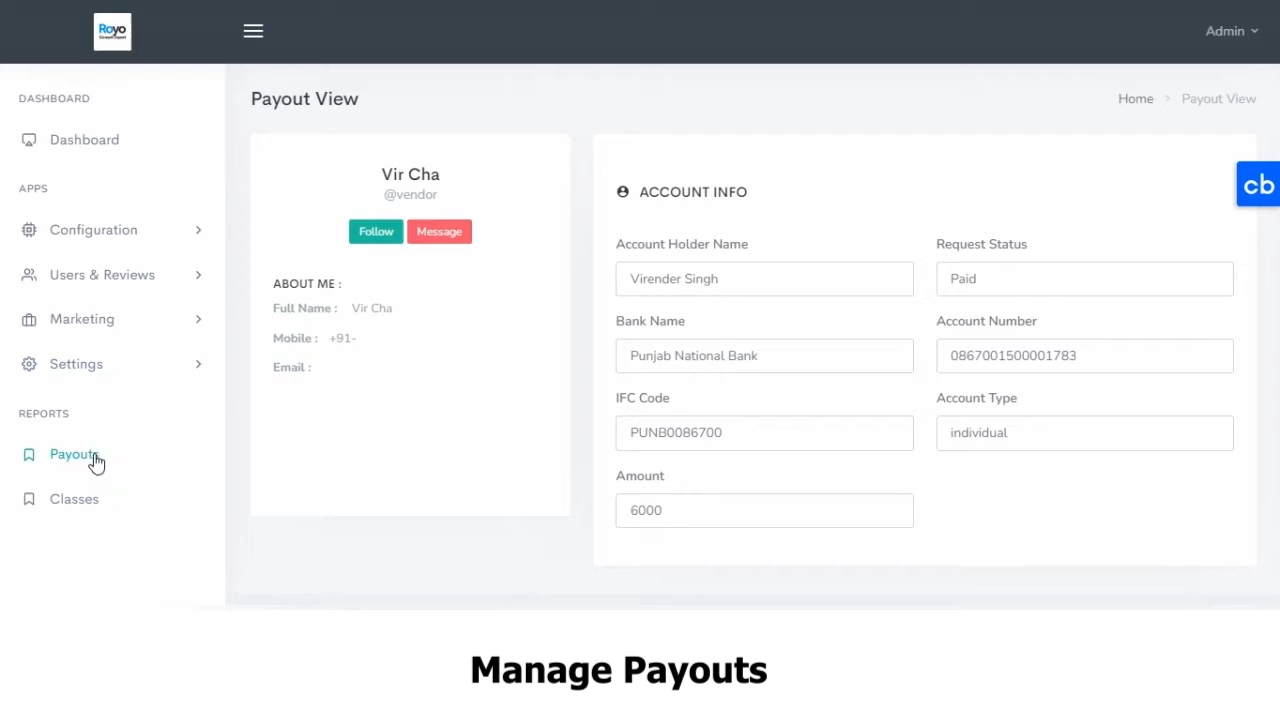 Royo
Admin
DASHBOARD
Dashboard
APPS
Configuration
Users & Reviews
Marketing
Settings
REPORTS
Payouts
Classes
Payout View
Home > Payout View
Vir Cha
@vendor
Follow Message
ABOUT ME :
Full Name : Vir Cha
Mobile : +91-
Email :
ACCOUNT INFO
Account Holder Name Request Status
Virender Singh Paid
Bank Name Account Number
Punjab National Bank 0867001500001783
IFC Code Account Type
PUNB0086700 individual
Amount
6000
cb
Manage Payouts